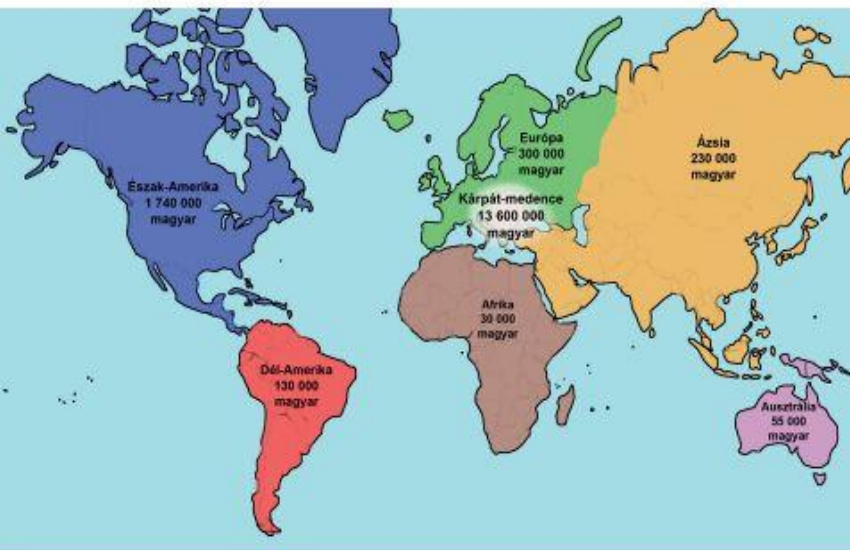 Észak-Amerika
1 740 000
magyar
Európa
300 000
magyar
Kárpát-medence
13 600 000
magyar
Ázsia
230 000
magyar
Afrika
30 000
magyar
Dél-Amerika
130 000
magyar
Ausztrália
55 000
magyar